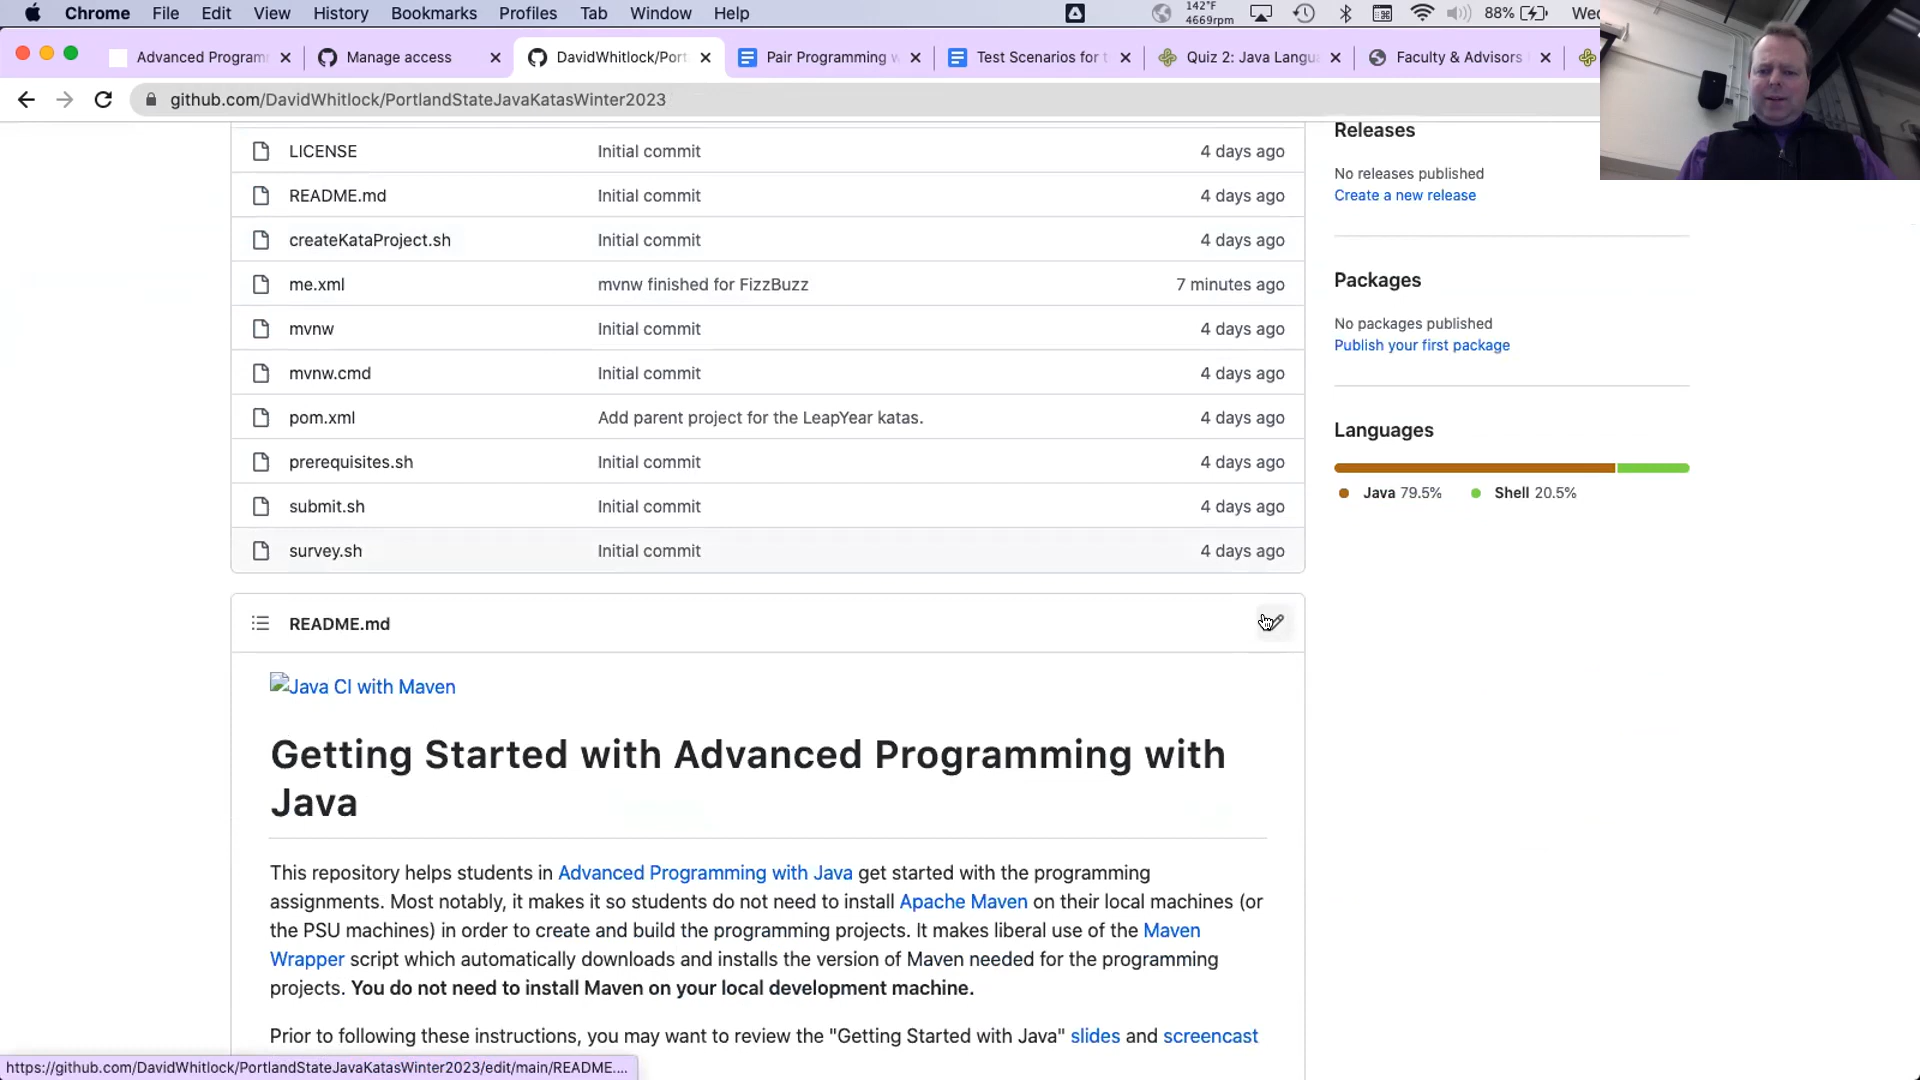 Chrome File Edit View History Bookmarks Profiles Tab Window Help 142°F 4669rpm 88% Wed
Advanced Programm Manage access DavidWhitlock/Port Pair Programming w Test Scenarios for t Quiz 2: Java Langu Faculty & Advisors
github.com/DavidWhitlock/PortlandStateJavaKatasWinter2023
LICENSE Initial commit 4 days ago
README.md Initial commit 4 days ago
createKataProject.sh Initial commit 4 days ago
me.xml mvnw finished for FizzBuzz 7 minutes ago
mvnw Initial commit 4 days ago
mvnw.cmd Initial commit 4 days ago
pom.xml Add parent project for the LeapYear katas. 4 days ago
prerequisites.sh Initial commit 4 days ago
submit.sh Initial commit 4 days ago
survey.sh Initial commit 4 days ago
Releases
No releases published
Create a new release
Packages
No packages published
Publish your first package
Languages
Java 79.5% Shell 20.5%
README.md
Java CI with Maven
Getting Started with Advanced Programming with
Java
This repository helps students in Advanced Programming with Java get started with the programming
assignments. Most notably, it makes it so students do not need to install Apache Maven on their local machines (or
the PSU machines) in order to create and build the programming projects. It makes liberal use of the Maven
Wrapper script which automatically downloads and installs the version of Maven needed for the programming
projects. You do not need to install Maven on your local development machine.
Prior to following these instructions, you may want to review the "Getting Started with Java" slides and screencast
https://github.com/DavidWhitlock/PortlandStateJavaKatasWinter2023/edit/main/README....